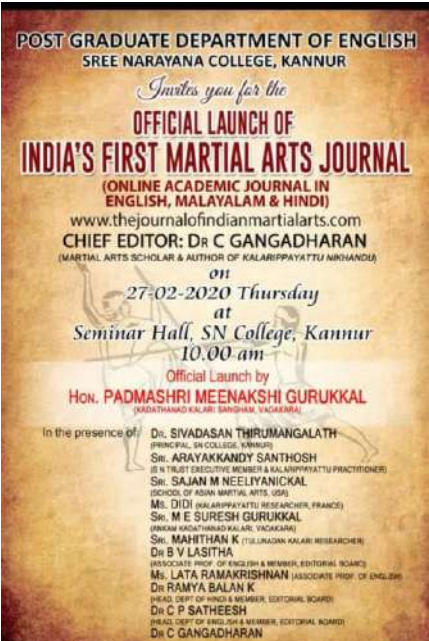 POST GRADUATE DEPARTMENT OF ENGLISH
SREE NARAYANA COLLEGE, KANNUR
Invites you for the
OFFICIAL LAUNCH OF
INDIA'S FIRST MARTIAL ARTS JOURNAL
(ONLINE ACADEMIC JOURNAL IN
ENGLISH, MALAYALAM & HINDI)
www.thejournalofindianmartialarts.com
CHIEF EDITOR: DR C GANGADHARAN
(MARTIAL ARTS SCHOLAR & AUTHOR OF KALARIPPAYATTU NIKHANDU)
on
27-02-2020 Thursday
at
Seminar Hall, SN College, Kannur
10.00 am
Official Launch by
HON. PADMASHRI MEENAKSHI GURUKKAL
(KADATHANAD KALARI SANGHAM, VADAKARA)
In the presence of: DR. SIVADASAN THIRUMANGALATH
(PRINCIPAL, SN COLLEGE, KANNUR)
SRI. ARAYAKKANDY SANTHOSH
(S N TRUST EXECUTIVE MEMBER & KALARIPPAYATTU PRACTITIONER)
SRI. SAJAN M NEELIYANICKAL
(SCHOOL OF ASIAN MARTIAL ARTS, USA)
MS. DIDI (KALARIPPAYATTU RESEARCHER, FRANCE)
SRI. M E SURESH GURUKKAL
(ANKAM KADATHANAD KALARI, VADAKARA)
SRI. MAHITHAN K (TULUNADAN KALARI RESEARCHER)
DR B V LASITHA
(ASSOCIATE PROF. OF ENGLISH & MEMBER, EDITORIAL BOARD)
MS. LATA RAMAKRISHNAN (ASSOCIATE PROF. OF ENGLISH)
DR RAMYA BALAN K
(HEAD, DEPT OF HINDI & MEMBER, EDITORIAL BOARD)
DR C P SATHEESH
(HEAD, DEPT OF ENGLISH & MEMBER, EDITORIAL BOARD)
DR C GANGADHARAN